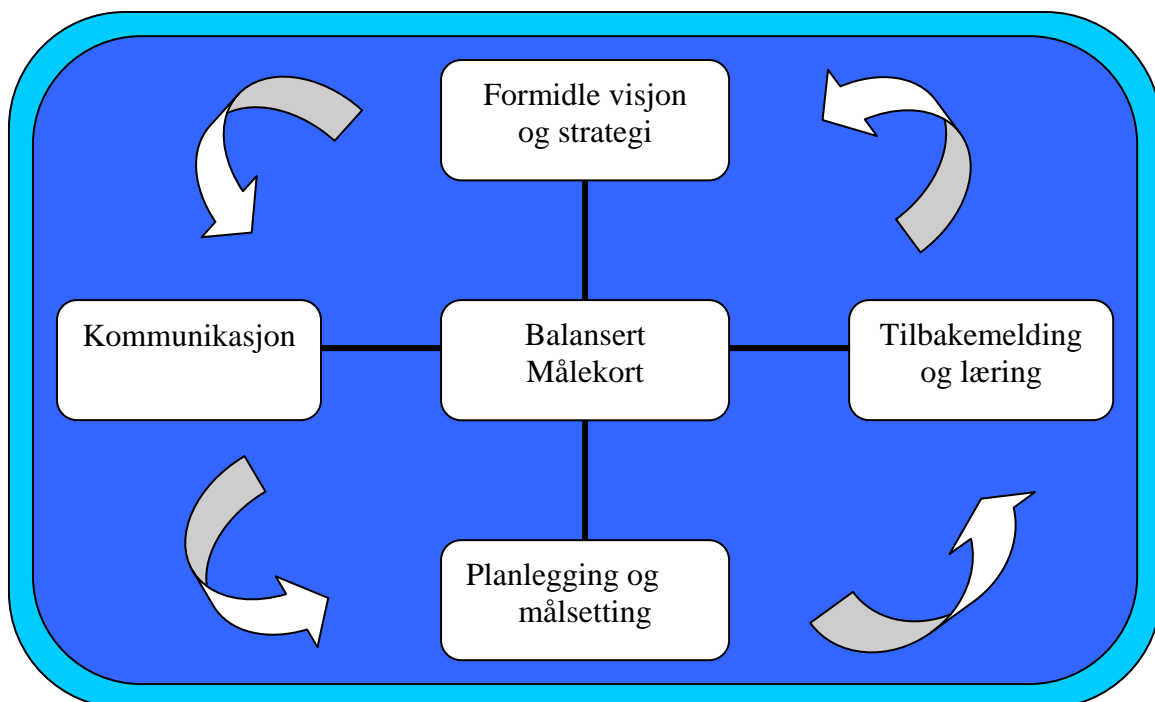 Formidle visjon
og strategi
Kommunikasjon
Balansert
Målekort
Tilbakemelding
og læring
Planlegging og
målsetting